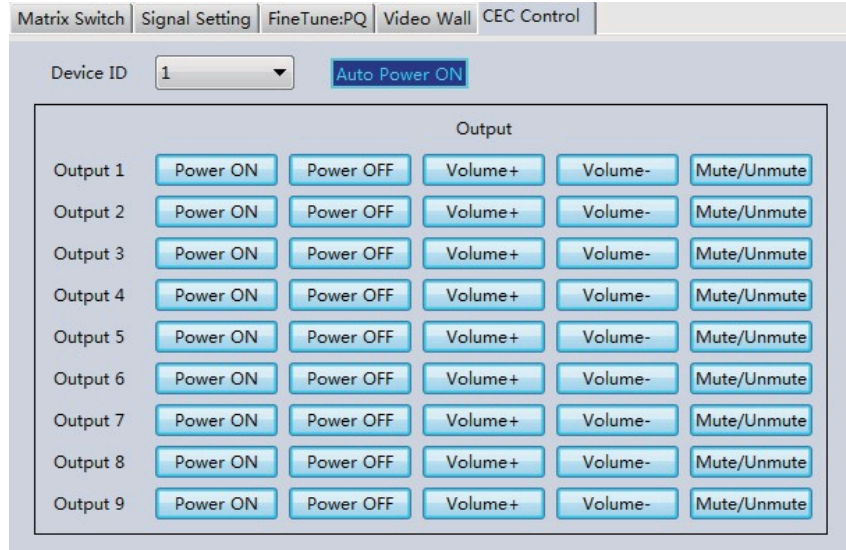 Matrix Switch Signal Setting FineTune:PQ Video Wall CEC Control
Device ID 1 Auto Power ON
Output
Output 1 Power ON Power OFF Volume+ Volume- Mute/Unmute
Output 2 Power ON Power OFF Volume+ Volume- Mute/Unmute
Output 3 Power ON Power OFF Volume+ Volume- Mute/Unmute
Output 4 Power ON Power OFF Volume+ Volume- Mute/Unmute
Output 5 Power ON Power OFF Volume+ Volume- Mute/Unmute
Output 6 Power ON Power OFF Volume+ Volume- Mute/Unmute
Output 7 Power ON Power OFF Volume+ Volume- Mute/Unmute
Output 8 Power ON Power OFF Volume+ Volume- Mute/Unmute
Output 9 Power ON Power OFF Volume+ Volume- Mute/Unmute